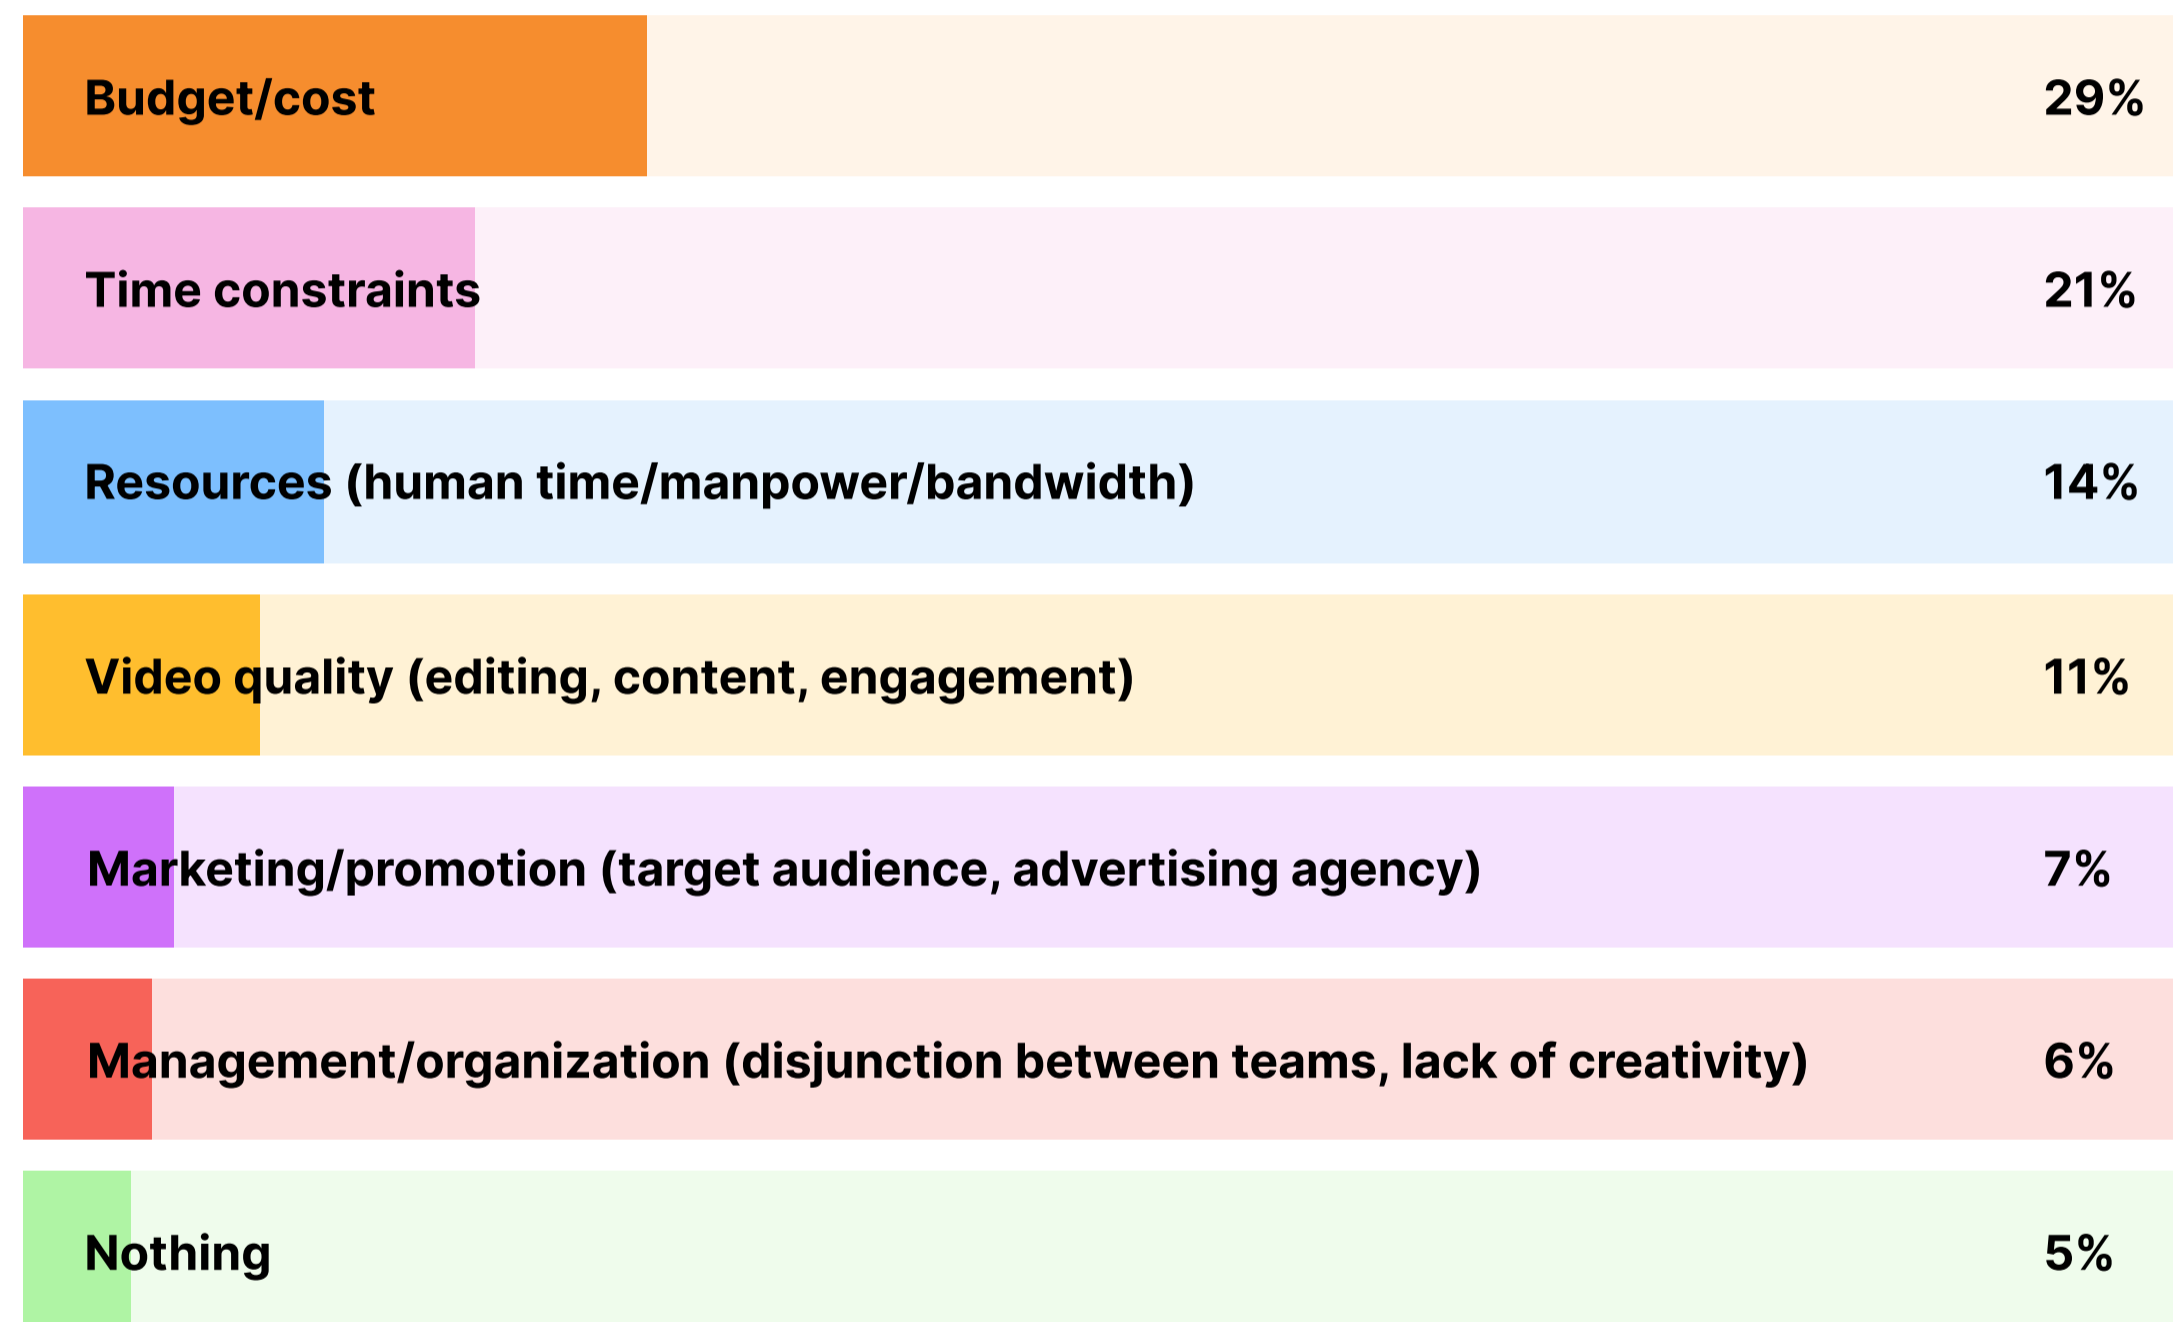 Budget/cost 29%
Time constraints 21%
Resources (human time/manpower/bandwidth) 14%
Video quality (editing, content, engagement) 11%
Marketing/promotion (target audience, advertising agency) 7%
Management/organization (disjunction between teams, lack of creativity) 6%
Nothing 5%